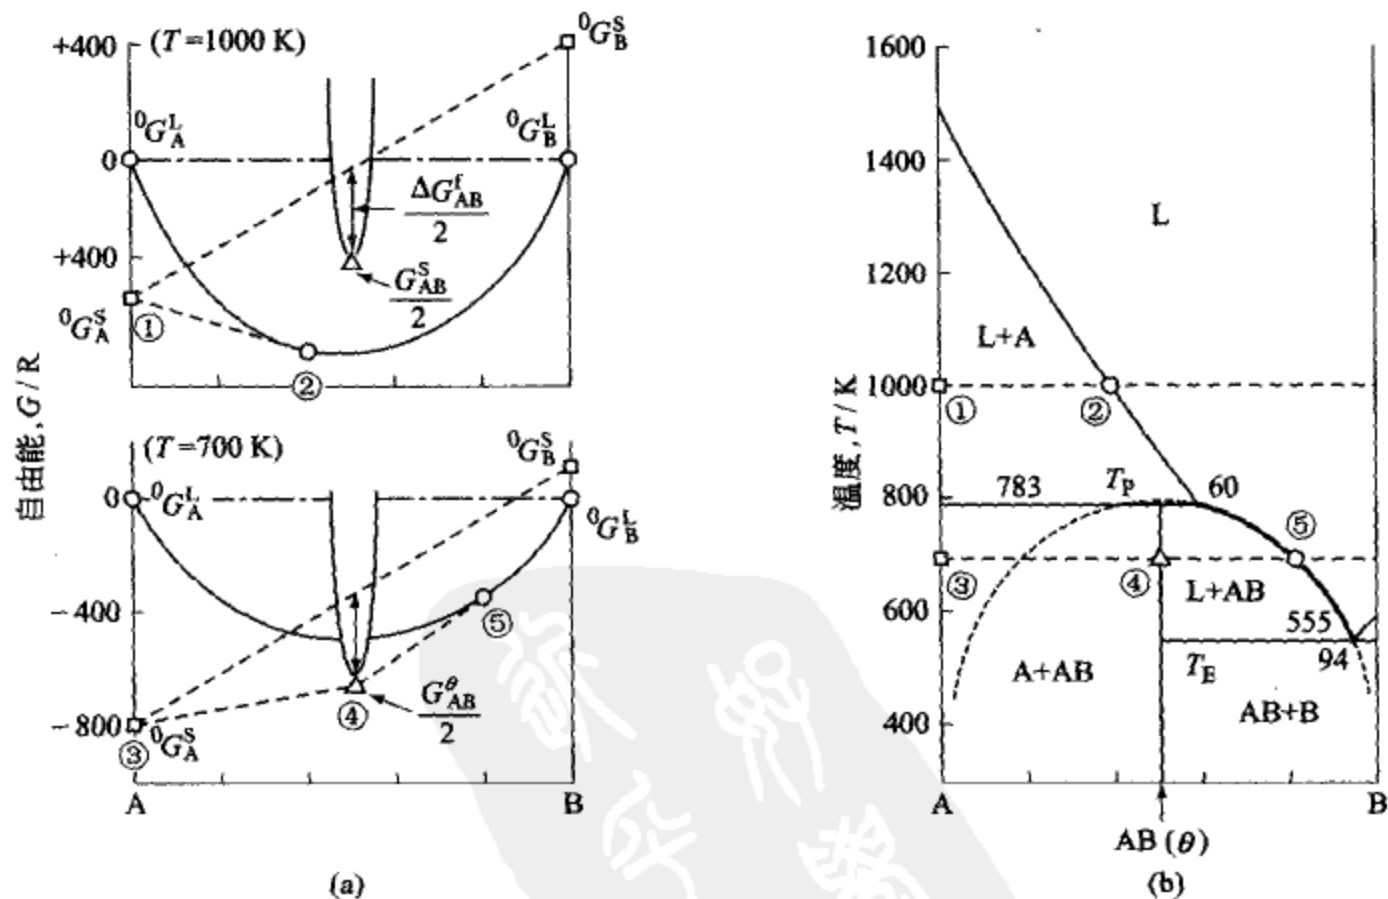 (T=1000 K)
+400
0
+400
⁰G_B^S
⁰G_A^L
⁰G_B^L
ΔG_AB^f/2
G_AB^S/2
⁰G_A^S
①
②
自由能, G/R
(T=700 K)
0
−400
−800
⁰G_B^S
⁰G_A^L
⁰G_B^L
⑤
④
G_AB^θ/2
③
⁰G_A^S
A
B
(a)
1600
1400
1200
1000
800
600
400
温度, T/K
L
L+A
①
②
783
T_P
60
⑤
③
④
L+AB
555
94
T_E
A+AB
AB+B
A
B
AB (θ)
(b)